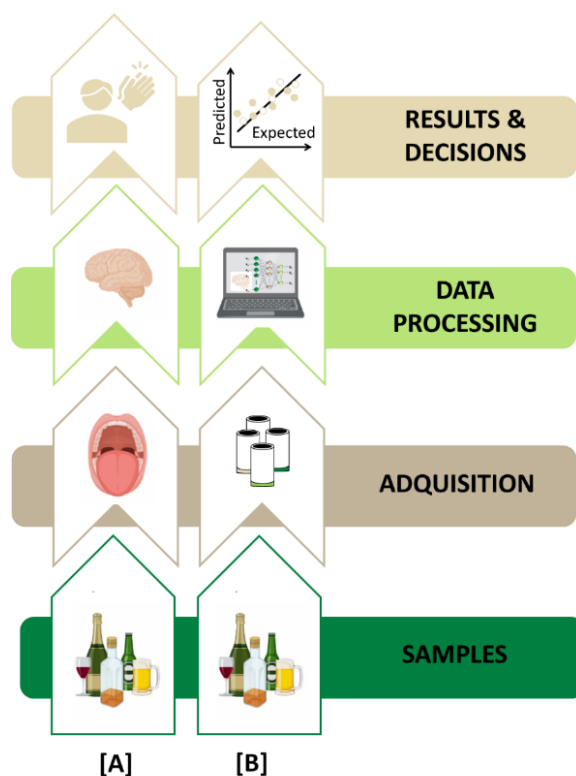 Predicted
Expected
RESULTS &
DECISIONS
DATA
PROCESSING
ADQUISITION
SAMPLES
[A]
[B]